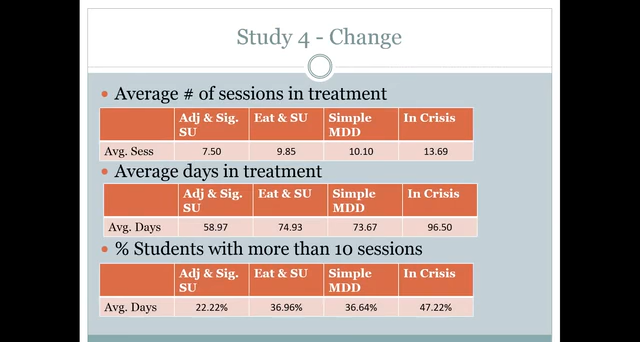 Study 4 - Change
Average # of sessions in treatment
Adj & Sig. SU Eat & SU Simple MDD In Crisis
Avg. Sess 7.50 9.85 10.10 13.69
Average days in treatment
Adj & Sig. SU Eat & SU Simple MDD In Crisis
Avg. Days 58.97 74.93 73.67 96.50
% Students with more than 10 sessions
Adj & Sig. SU Eat & SU Simple MDD In Crisis
Avg. Days 22.22% 36.96% 36.64% 47.22%